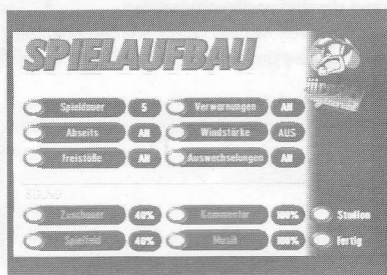 SPIELAUFBAU
Spieldauer 5 Verwarnungen AN
Abseits AN Windstärke AUS
Freistöße AN Auswechselungen AN
SOUND
Zuschauer 40% Kommentar 100% Stadion
Spielfeld 40% Musik 100% fertig